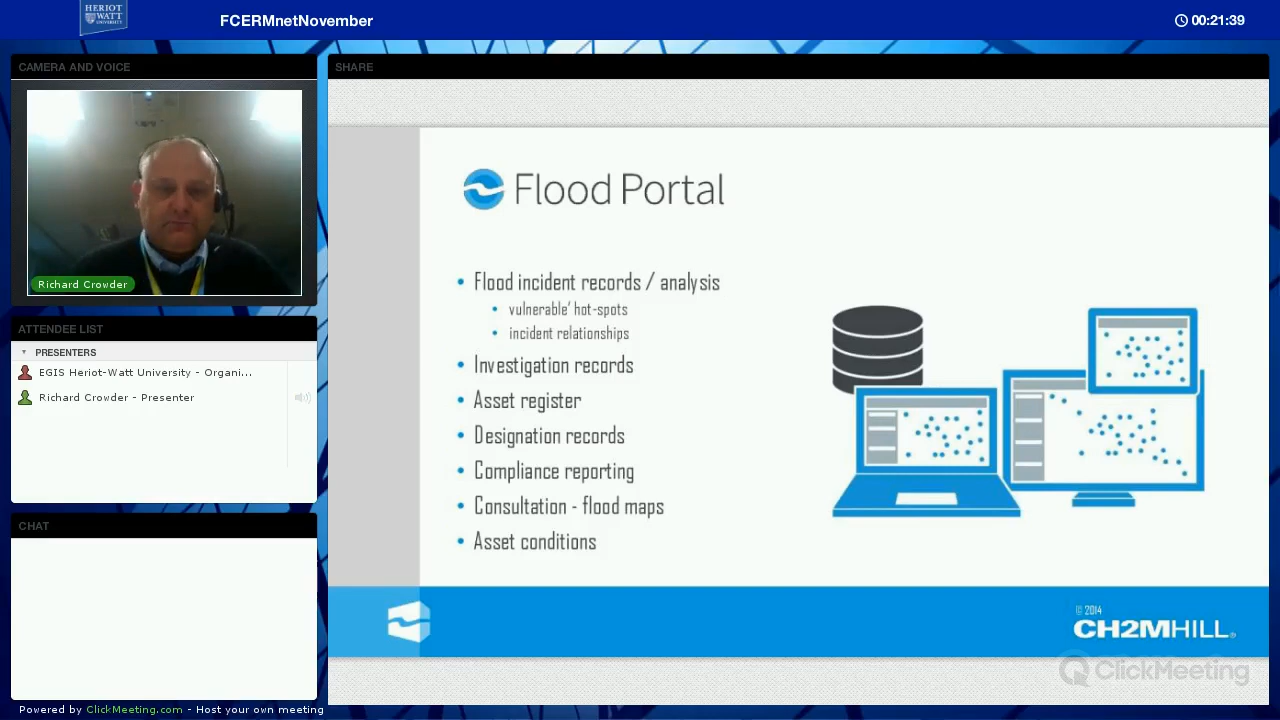 HERIOT
WATT
UNIVERSITY
FCERMnetNovember
00:21:39
CAMERA AND VOICE
Richard Crowder
ATTENDEE LIST
PRESENTERS
EGIS Heriot-Watt University - Organi...
Richard Crowder - Presenter
CHAT
Powered by ClickMeeting.com - Host your own meeting
SHARE
Flood Portal
• Flood incident records / analysis
• vulnerable' hot-spots
• incident relationships
• Investigation records
• Asset register
• Designation records
• Compliance reporting
• Consultation - flood maps
• Asset conditions
© 2014
CH2MHILL®
ClickMeeting